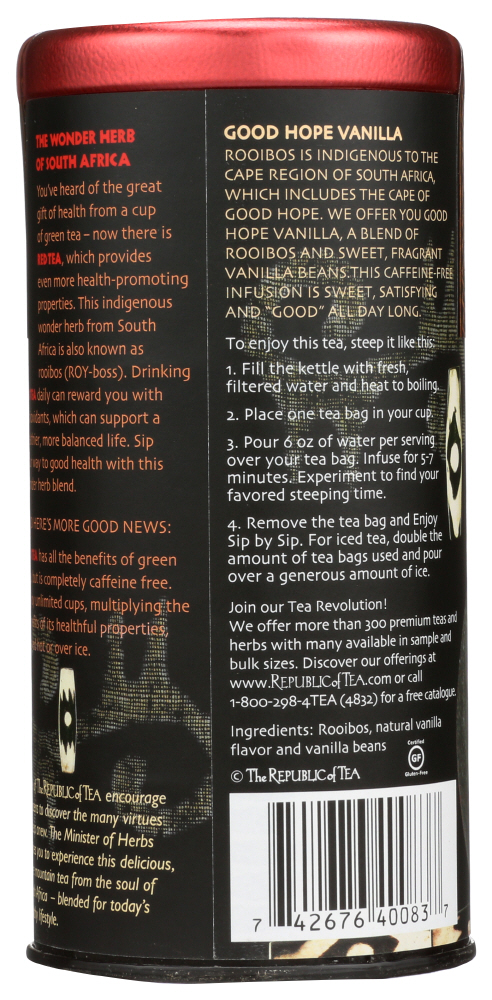 THE WONDER HERB
OF SOUTH AFRICA
You've heard of the great
gift of health from a cup
of green tea – now there is
RED TEA, which provides
even more health-promoting
properties. This indigenous
wonder herb from South
Africa is also known as
rooibos (ROY-boss). Drinking
daily can reward you with
which can support a
more balanced life. Sip
way to good health with this
herb blend.
HERE'S MORE GOOD NEWS:
has all the benefits of green
but is completely caffeine free.
unlimited cups, multiplying the
of its healthful properties,
hot or over ice.
The REPUBLIC of TEA encourage
to discover the many virtues
The Minister of Herbs
you to experience this delicious,
mountain tea from the soul of
Africa – blended for today's
lifestyle.
GOOD HOPE VANILLA
ROOIBOS IS INDIGENOUS TO THE
CAPE REGION OF SOUTH AFRICA,
WHICH INCLUDES THE CAPE OF
GOOD HOPE. WE OFFER YOU GOOD
HOPE VANILLA, A BLEND OF
ROOIBOS AND SWEET, FRAGRANT
VANILLA BEANS. THIS CAFFEINE-FREE
INFUSION IS SWEET, SATISFYING
AND "GOOD" ALL DAY LONG.
To enjoy this tea, steep it like this:
1. Fill the kettle with fresh,
filtered water and heat to boiling.
2. Place one tea bag in your cup.
3. Pour 6 oz of water per serving
over your tea bag. Infuse for 5-7
minutes. Experiment to find your
favored steeping time.
4. Remove the tea bag and Enjoy
Sip by Sip. For iced tea, double the
amount of tea bags used and pour
over a generous amount of ice.
Join our Tea Revolution!
We offer more than 300 premium teas and
herbs with many available in sample and
bulk sizes. Discover our offerings at
www.REPUBLICofTEA.com or call
1-800-298-4TEA (4832) for a free catalogue.
Ingredients: Rooibos, natural vanilla
flavor and vanilla beans
Certified
GF
Gluten-Free
© The REPUBLIC of TEA
7 42676 40083 7